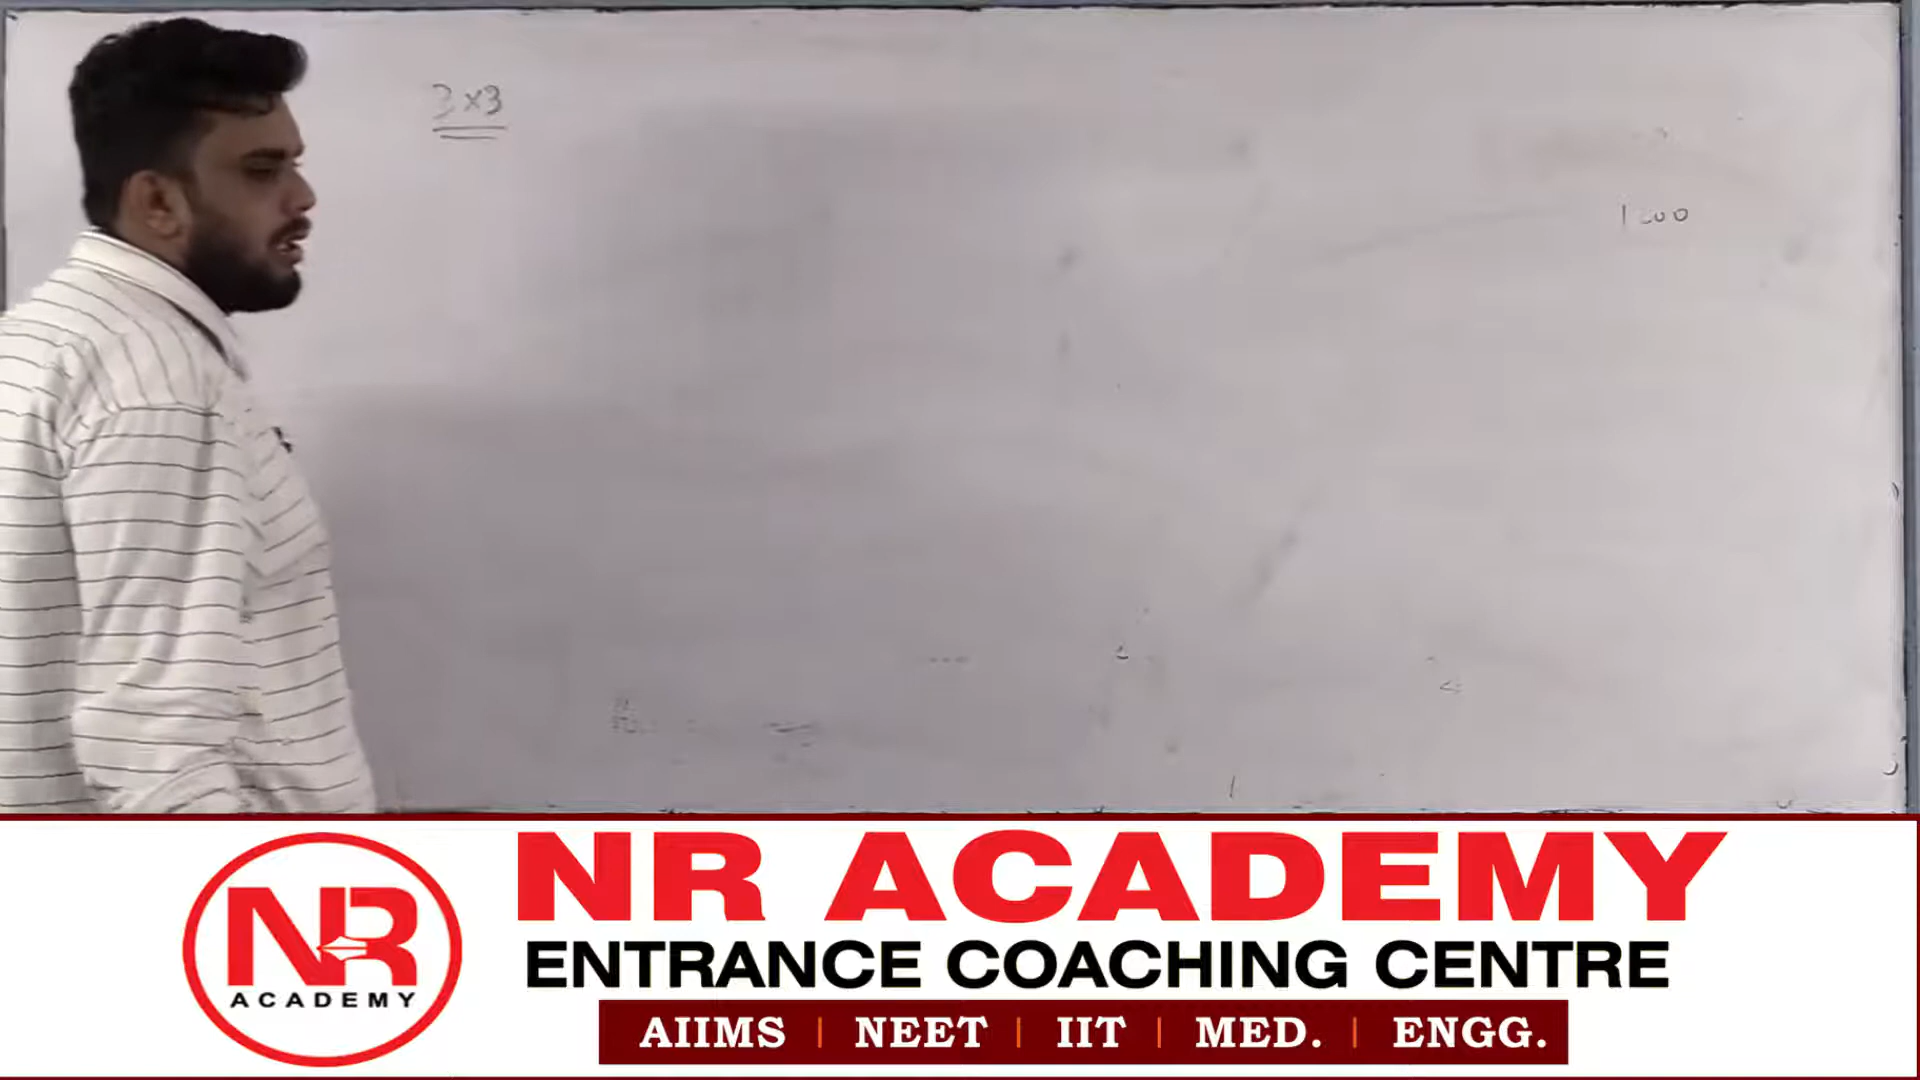 3 x 3
NR
ACADEMY
NR ACADEMY
ENTRANCE COACHING CENTRE
AIIMS | NEET | IIT | MED. | ENGG.